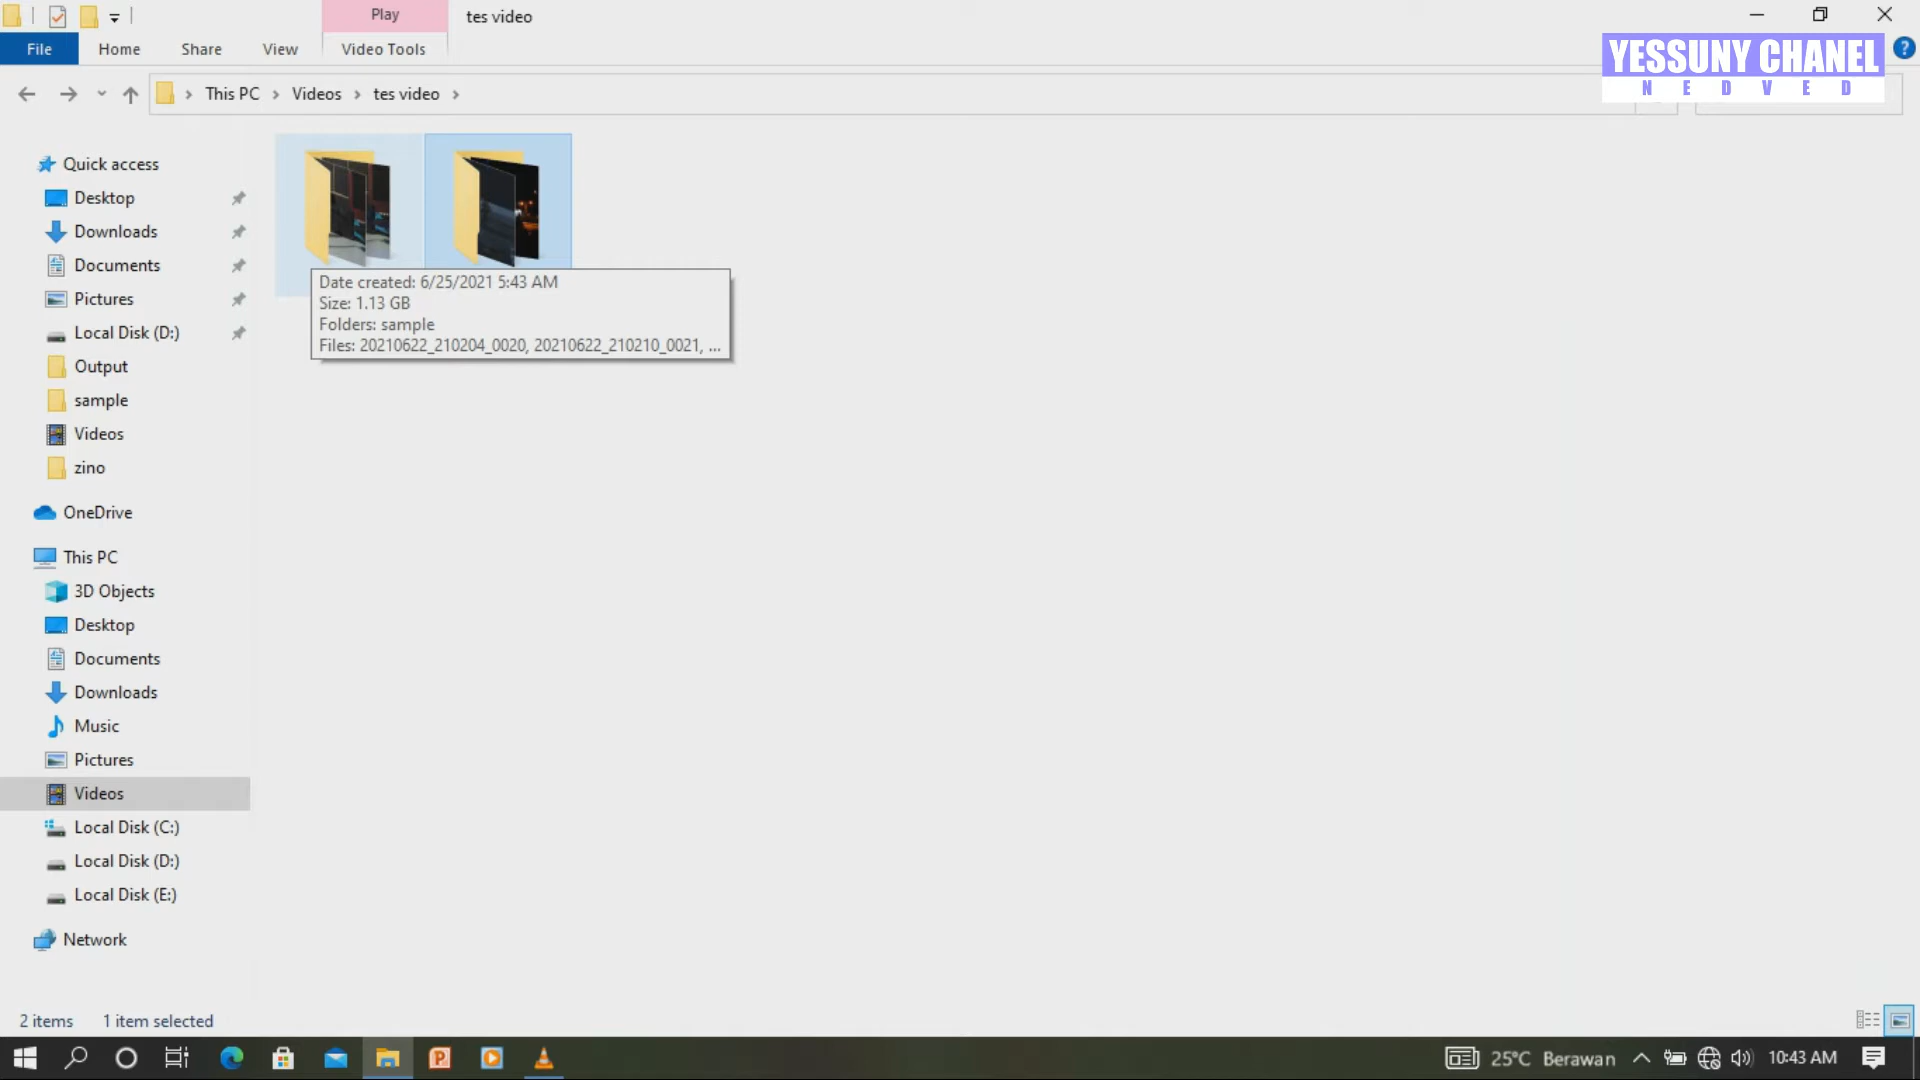 Play
tes video
File
Home
Share
View
Video Tools
YESSUNY CHANEL
NEDVED
?
This PC
Videos
tes video
Quick access
Desktop
Downloads
Documents
Pictures
Local Disk (D:)
Output
sample
Videos
zino
OneDrive
This PC
3D Objects
Desktop
Documents
Downloads
Music
Pictures
Videos
Local Disk (C:)
Local Disk (D:)
Local Disk (E:)
Network
Date created: 6/25/2021 5:43 AM
Size: 1.13 GB
Folders: sample
Files: 20210622_210204_0020, 20210622_210210_0021, ...
2 items
1 item selected
25°C Berawan
10:43 AM